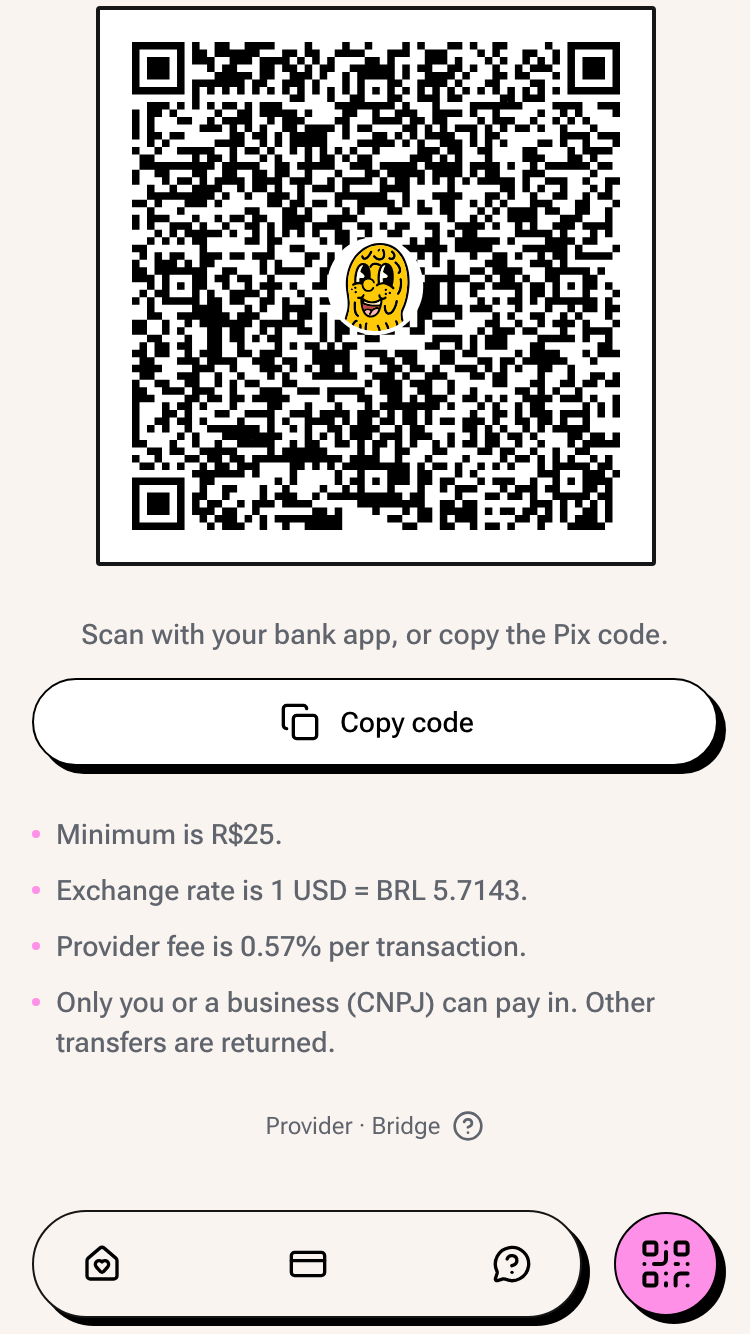 Scan with your bank app, or copy the Pix code.
Copy code
Minimum is R$25.
Exchange rate is 1 USD = BRL 5.7143.
Provider fee is 0.57% per transaction.
Only you or a business (CNPJ) can pay in. Other
transfers are returned.
Provider · Bridge